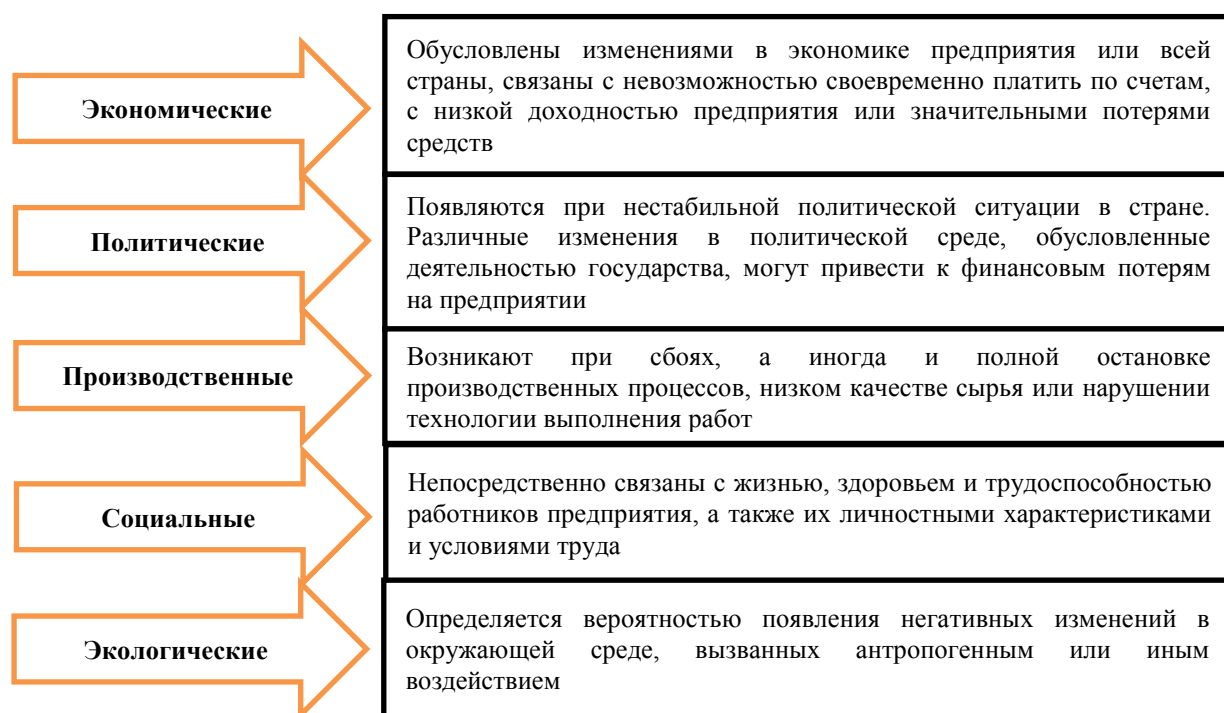 Экономические
Обусловлены изменениями в экономике предприятия или всей
страны, связаны с невозможностью своевременно платить по счетам,
с низкой доходностью предприятия или значительными потерями
средств
Политические
Появляются при нестабильной политической ситуации в стране.
Различные изменения в политической среде, обусловленные
деятельностью государства, могут привести к финансовым потерям
на предприятии
Производственные
Возникают при сбоях, а иногда и полной остановке
производственных процессов, низком качестве сырья или нарушении
технологии выполнения работ
Социальные
Непосредственно связаны с жизнью, здоровьем и трудоспособностью
работников предприятия, а также их личностными характеристиками
и условиями труда
Экологические
Определяется вероятностью появления негативных изменений в
окружающей среде, вызванных антропогенным или иным
воздействием